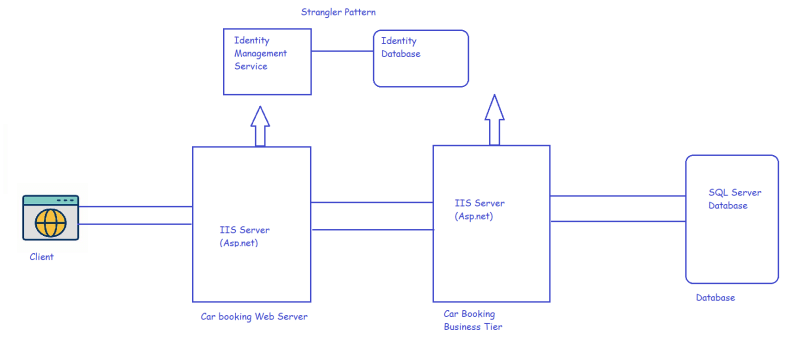 Strangler Pattern
Identity
Management
Service
Identity
Database
IIS Server
(Asp.net)
IIS Server
(Asp.net)
SQL Server
Database
Client
Car booking Web Server
Car Booking
Business Tier
Database